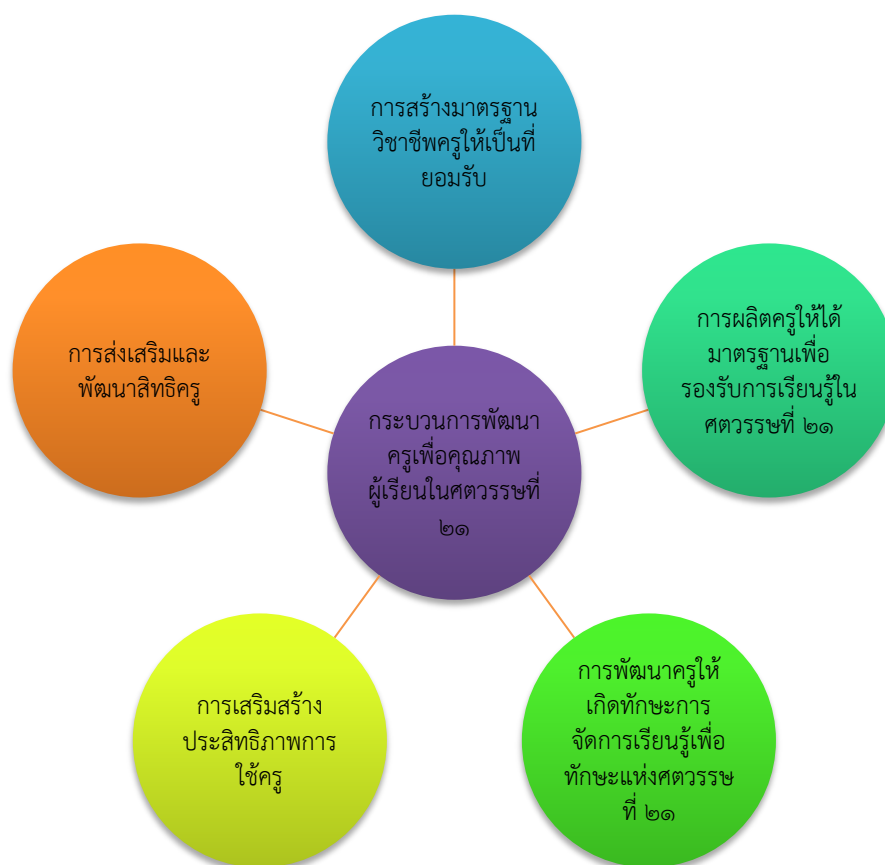 การสร้างมาตรฐาน
วิชาชีพครูให้เป็นที่
ยอมรับ
การผลิตครูให้ได้
มาตรฐานเพื่อ
รองรับการเรียนรู้ใน
ศตวรรษที่ ๒๑
การพัฒนาครูให้
เกิดทักษะการ
จัดการเรียนรู้เพื่อ
ทักษะแห่งศตวรรษ
ที่ ๒๑
การเสริมสร้าง
ประสิทธิภาพการ
ใช้ครู
การส่งเสริมและ
พัฒนาสิทธิครู
กระบวนการพัฒนา
ครูเพื่อคุณภาพ
ผู้เรียนในศตวรรษที่
๒๑